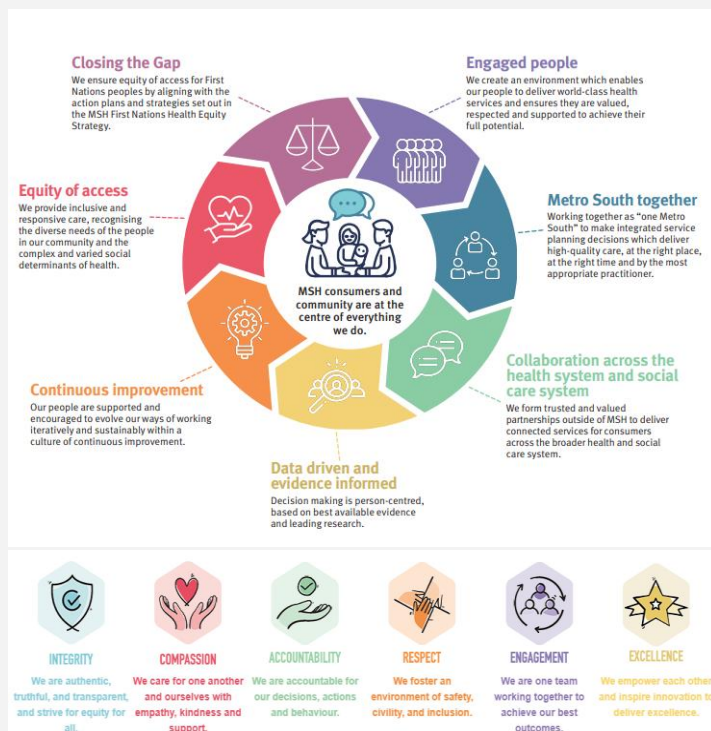 Closing the Gap
We ensure equity of access for First
Nations peoples by aligning with the
action plans and strategies set out in
the MSH First Nations Health Equity
Strategy.
Engaged people
We create an environment which enables
our people to deliver world-class health
services and ensures they are valued,
respected and supported to achieve their
full potential.
Equity of access
We provide inclusive and
responsive care, recognising
the diverse needs of the people
in our community and the
complex and varied social
determinants of health.
Metro South together
Working together as “one Metro
South” to make integrated service
planning decisions which deliver
high-quality care, at the right place,
at the right time and by the most
appropriate practitioner.
MSH consumers and
community are at the
centre of everything
we do.
Continuous improvement
Our people are supported and
encouraged to evolve our ways of working
iteratively and sustainably within a
culture of continuous improvement.
Collaboration across the
health system and social
care system
We form trusted and valued
partnerships outside of MSH to deliver
connected services for consumers
across the broader health and social
care system.
Data driven and
evidence informed
Decision making is person-centred,
based on best available evidence
and leading research.
INTEGRITY
We are authentic,
truthful, and transparent,
and strive for equity for
all.
COMPASSION
We care for one another
and ourselves with
empathy, kindness and
support.
ACCOUNTABILITY
We are accountable for
our decisions, actions
and behaviour.
RESPECT
We foster an
environment of safety,
civility, and inclusion.
ENGAGEMENT
We are one team
working together to
achieve our best
outcomes.
EXCELLENCE
We empower each other
and inspire innovation to
deliver excellence.